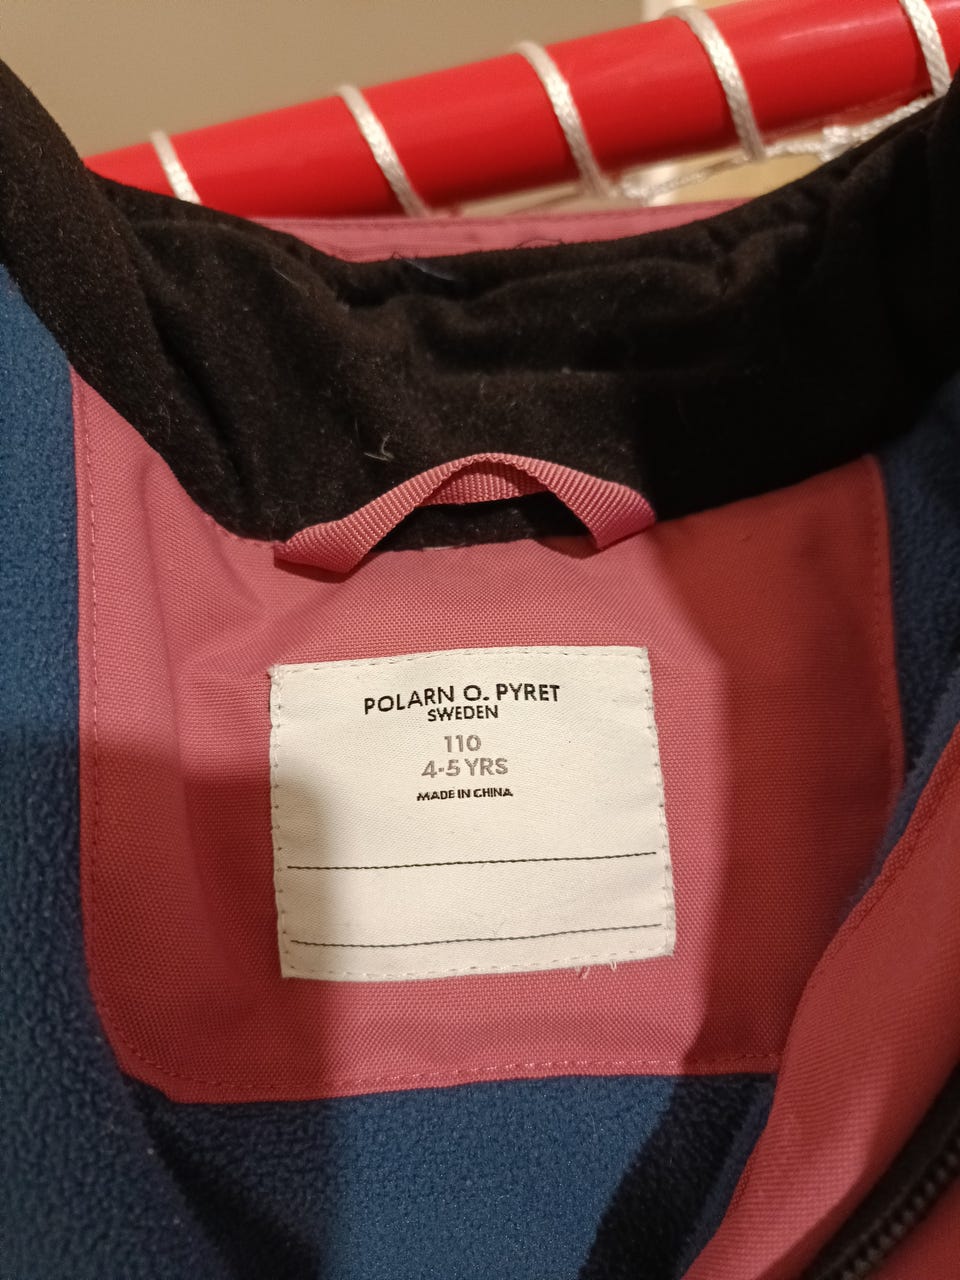 POLARN O. PYRET
SWEDEN
110
4-5 YRS
MADE IN CHINA